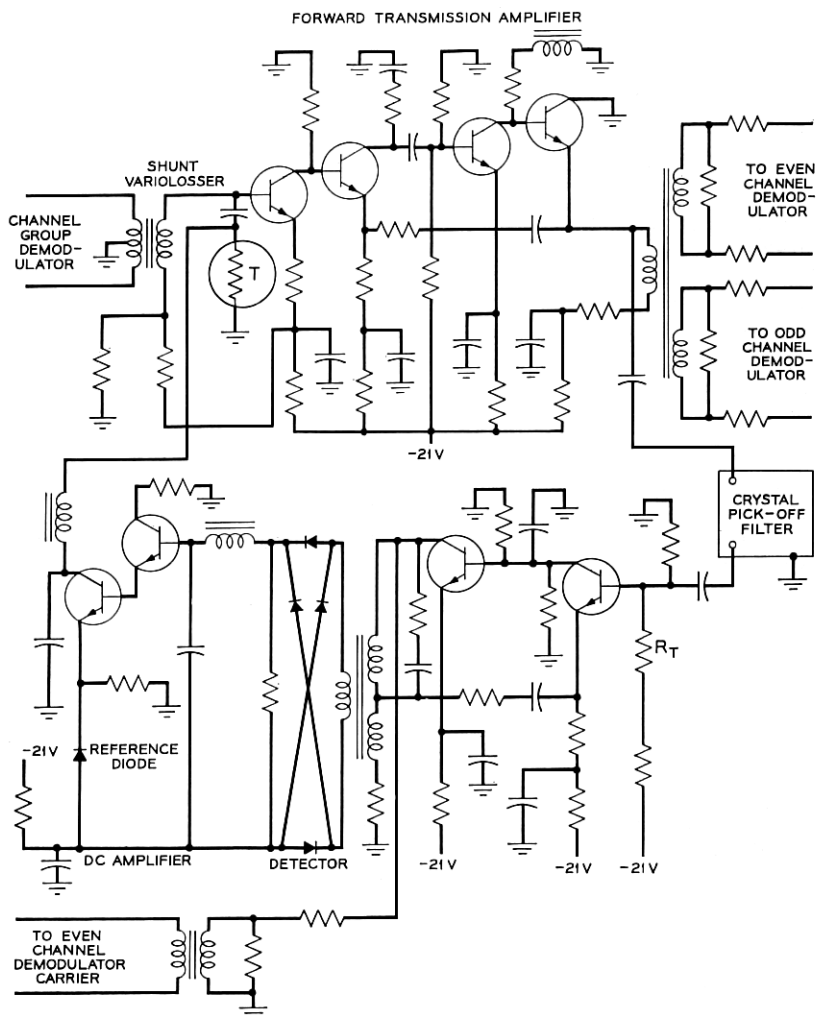 FORWARD TRANSMISSION AMPLIFIER
SHUNT
VARIOLOSSER
CHANNEL
GROUP
DEMOD-
ULATOR
T
TO EVEN
CHANNEL
DEMOD-
ULATOR
TO ODD
CHANNEL
DEMOD-
ULATOR
-21V
CRYSTAL
PICK-OFF
FILTER
RT
-21V
REFERENCE
DIODE
DC AMPLIFIER
DETECTOR
-21V
-21V
-21V
TO EVEN
CHANNEL
DEMODULATOR
CARRIER